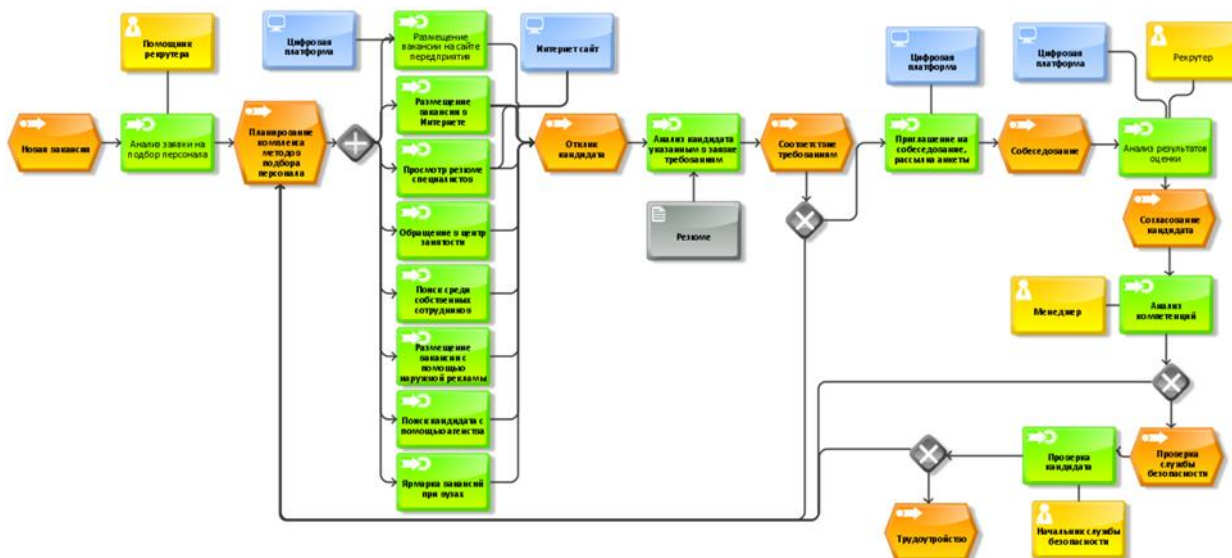 Помощник
рекрутера
Цифровая
платформа
Размещение
вакансии на сайте
передприятия
Интернет сайт
Цифровая
платформа
Цифровая
платформа
Рекрутер
Новая вакансия
Анализ заявки на
подбор персонала
Планирование
комлекса
методов
подбора
персонала
Размещение
вакансии в
Интернете
Просмотр резюме
специалистов
Обращение в центр
занятости
Поиск среди
собственных
сотрудников
Размещение
вакансии с
помощью
наружной рекламы
Поиск кандидата с
помощью агенства
Ярмарка вакансий
при вузах
Отклик
кандидата
Анализ кандидата
указанным в заявке
требованиям
Резюме
Соответствие
требованиям
Приглашение на
собеседование,
рассылка анкеты
Собеседование
Анализ результатов
оценки
Согласование
кандидата
Менеджер
Анализ
компетенций
Проверка
службы
безопасности
Проверка
кандидата
Начальник службы
безопасности
Трудоутройство